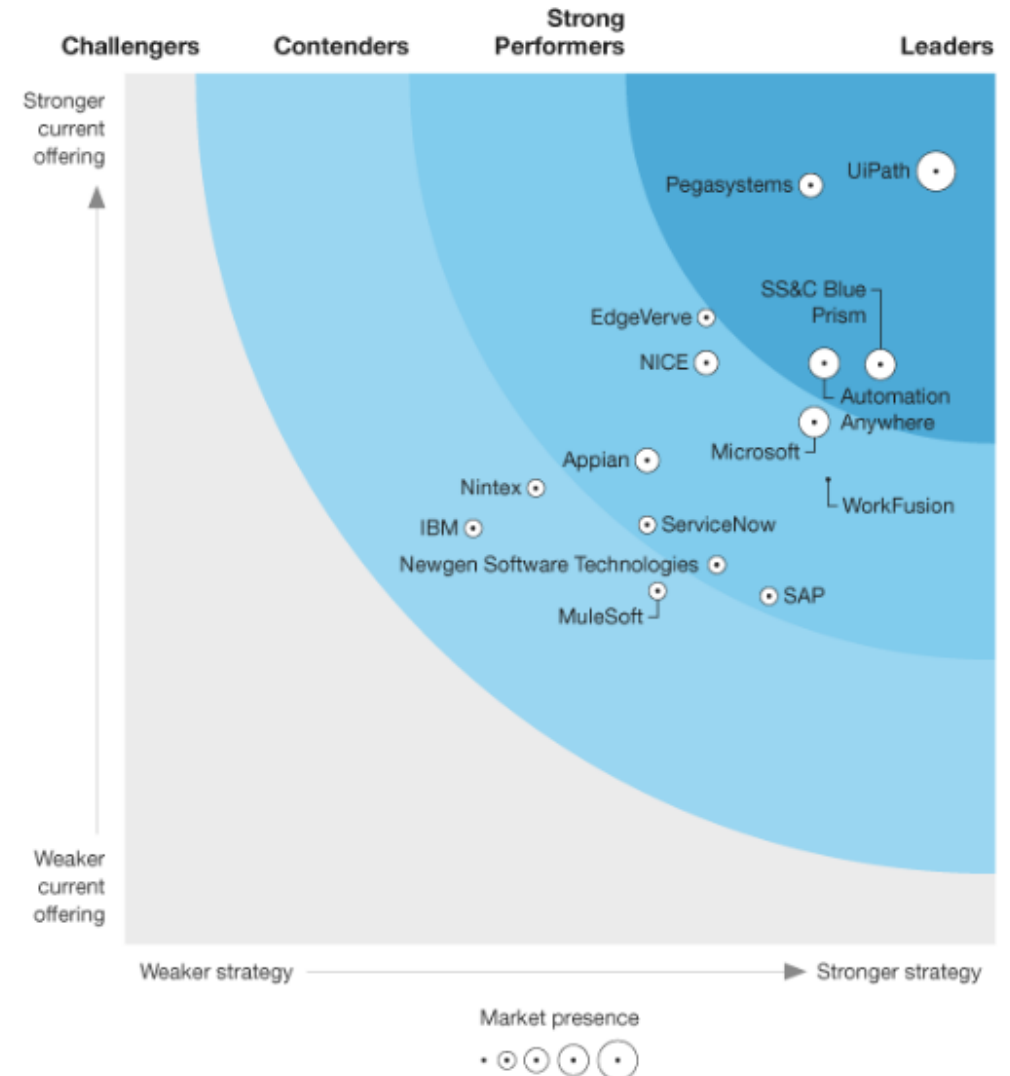 Strong
Challengers Contenders Performers Leaders
Stronger
current
offering
UiPath
Pegasystems
SS&C Blue
Prism
EdgeVerve
NICE
Automation
Anywhere
Microsoft
Appian
Nintex
WorkFusion
IBM
ServiceNow
Newgen Software Technologies
SAP
MuleSoft
Weaker
current
offering
Weaker strategy
Stronger strategy
Market presence